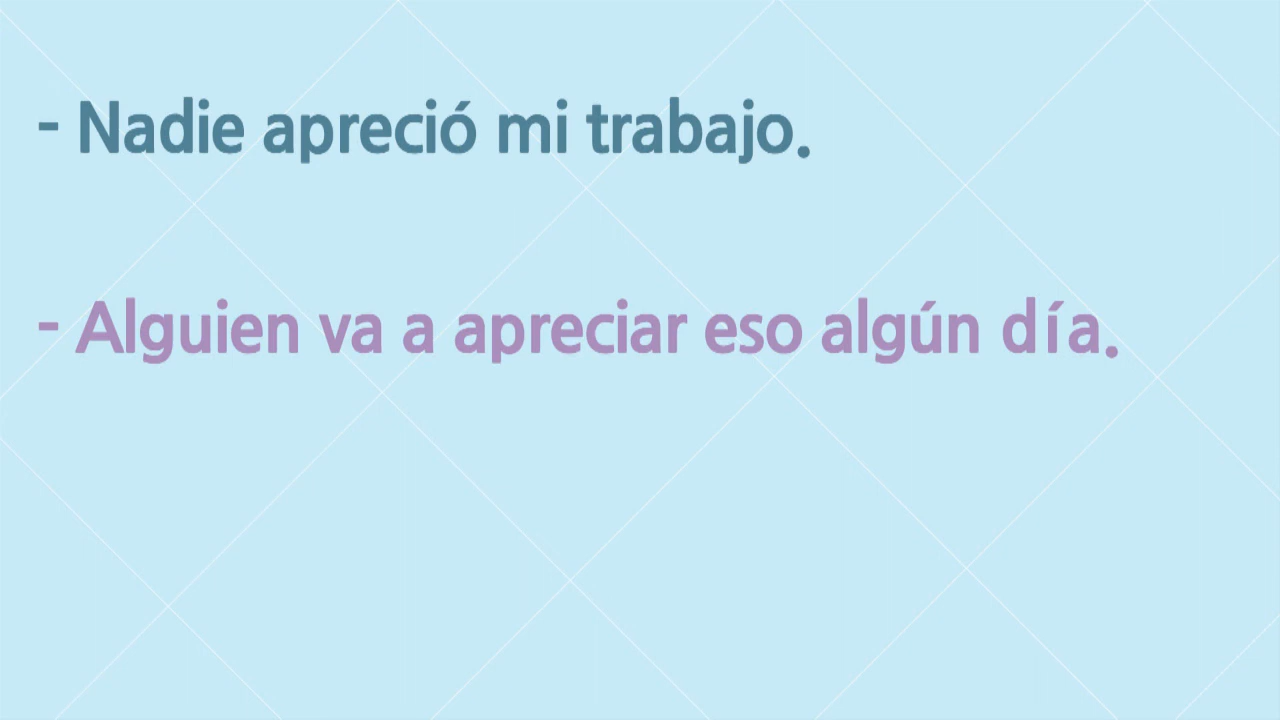 - Nadie apreció mi trabajo.
- Alguien va a apreciar eso algún día.